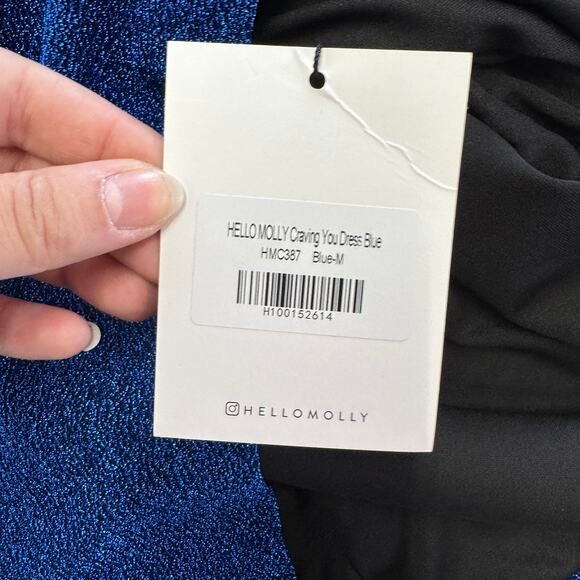 HELLO MOLLY Craving You Dress Blue
HMC387 Blue-M
H100152614
HELLOMOLLY